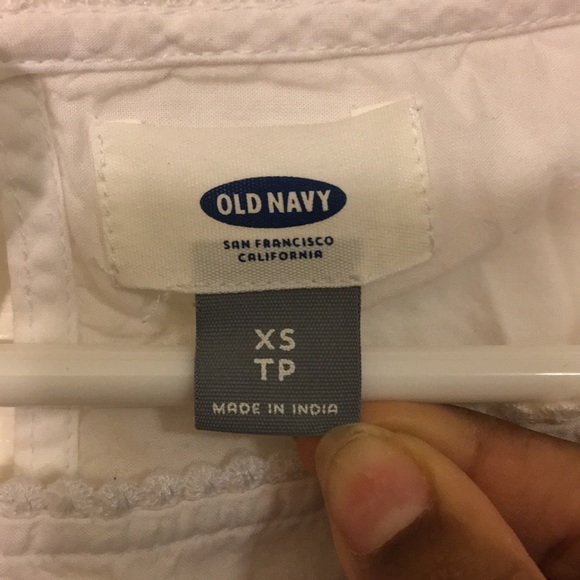 OLD NAVY
SAN FRANCISCO
CALIFORNIA
XS
TP
MADE IN INDIA